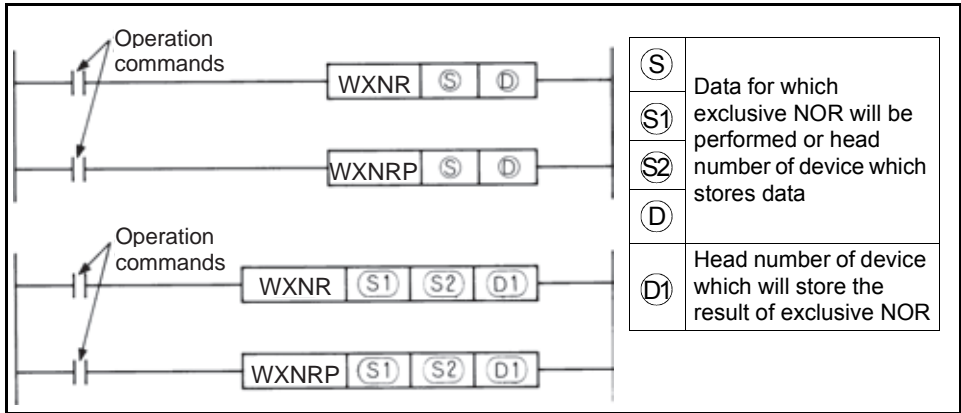 Operation
commands
WXNR Ⓢ Ⓓ
WXNRP Ⓢ Ⓓ
Operation
commands
WXNR S1 S2 D1
WXNRP S1 S2 D1
Ⓢ
S1
S2
Ⓓ
Data for which
exclusive NOR will be
performed or head
number of device which
stores data
D1
Head number of device
which will store the
result of exclusive NOR